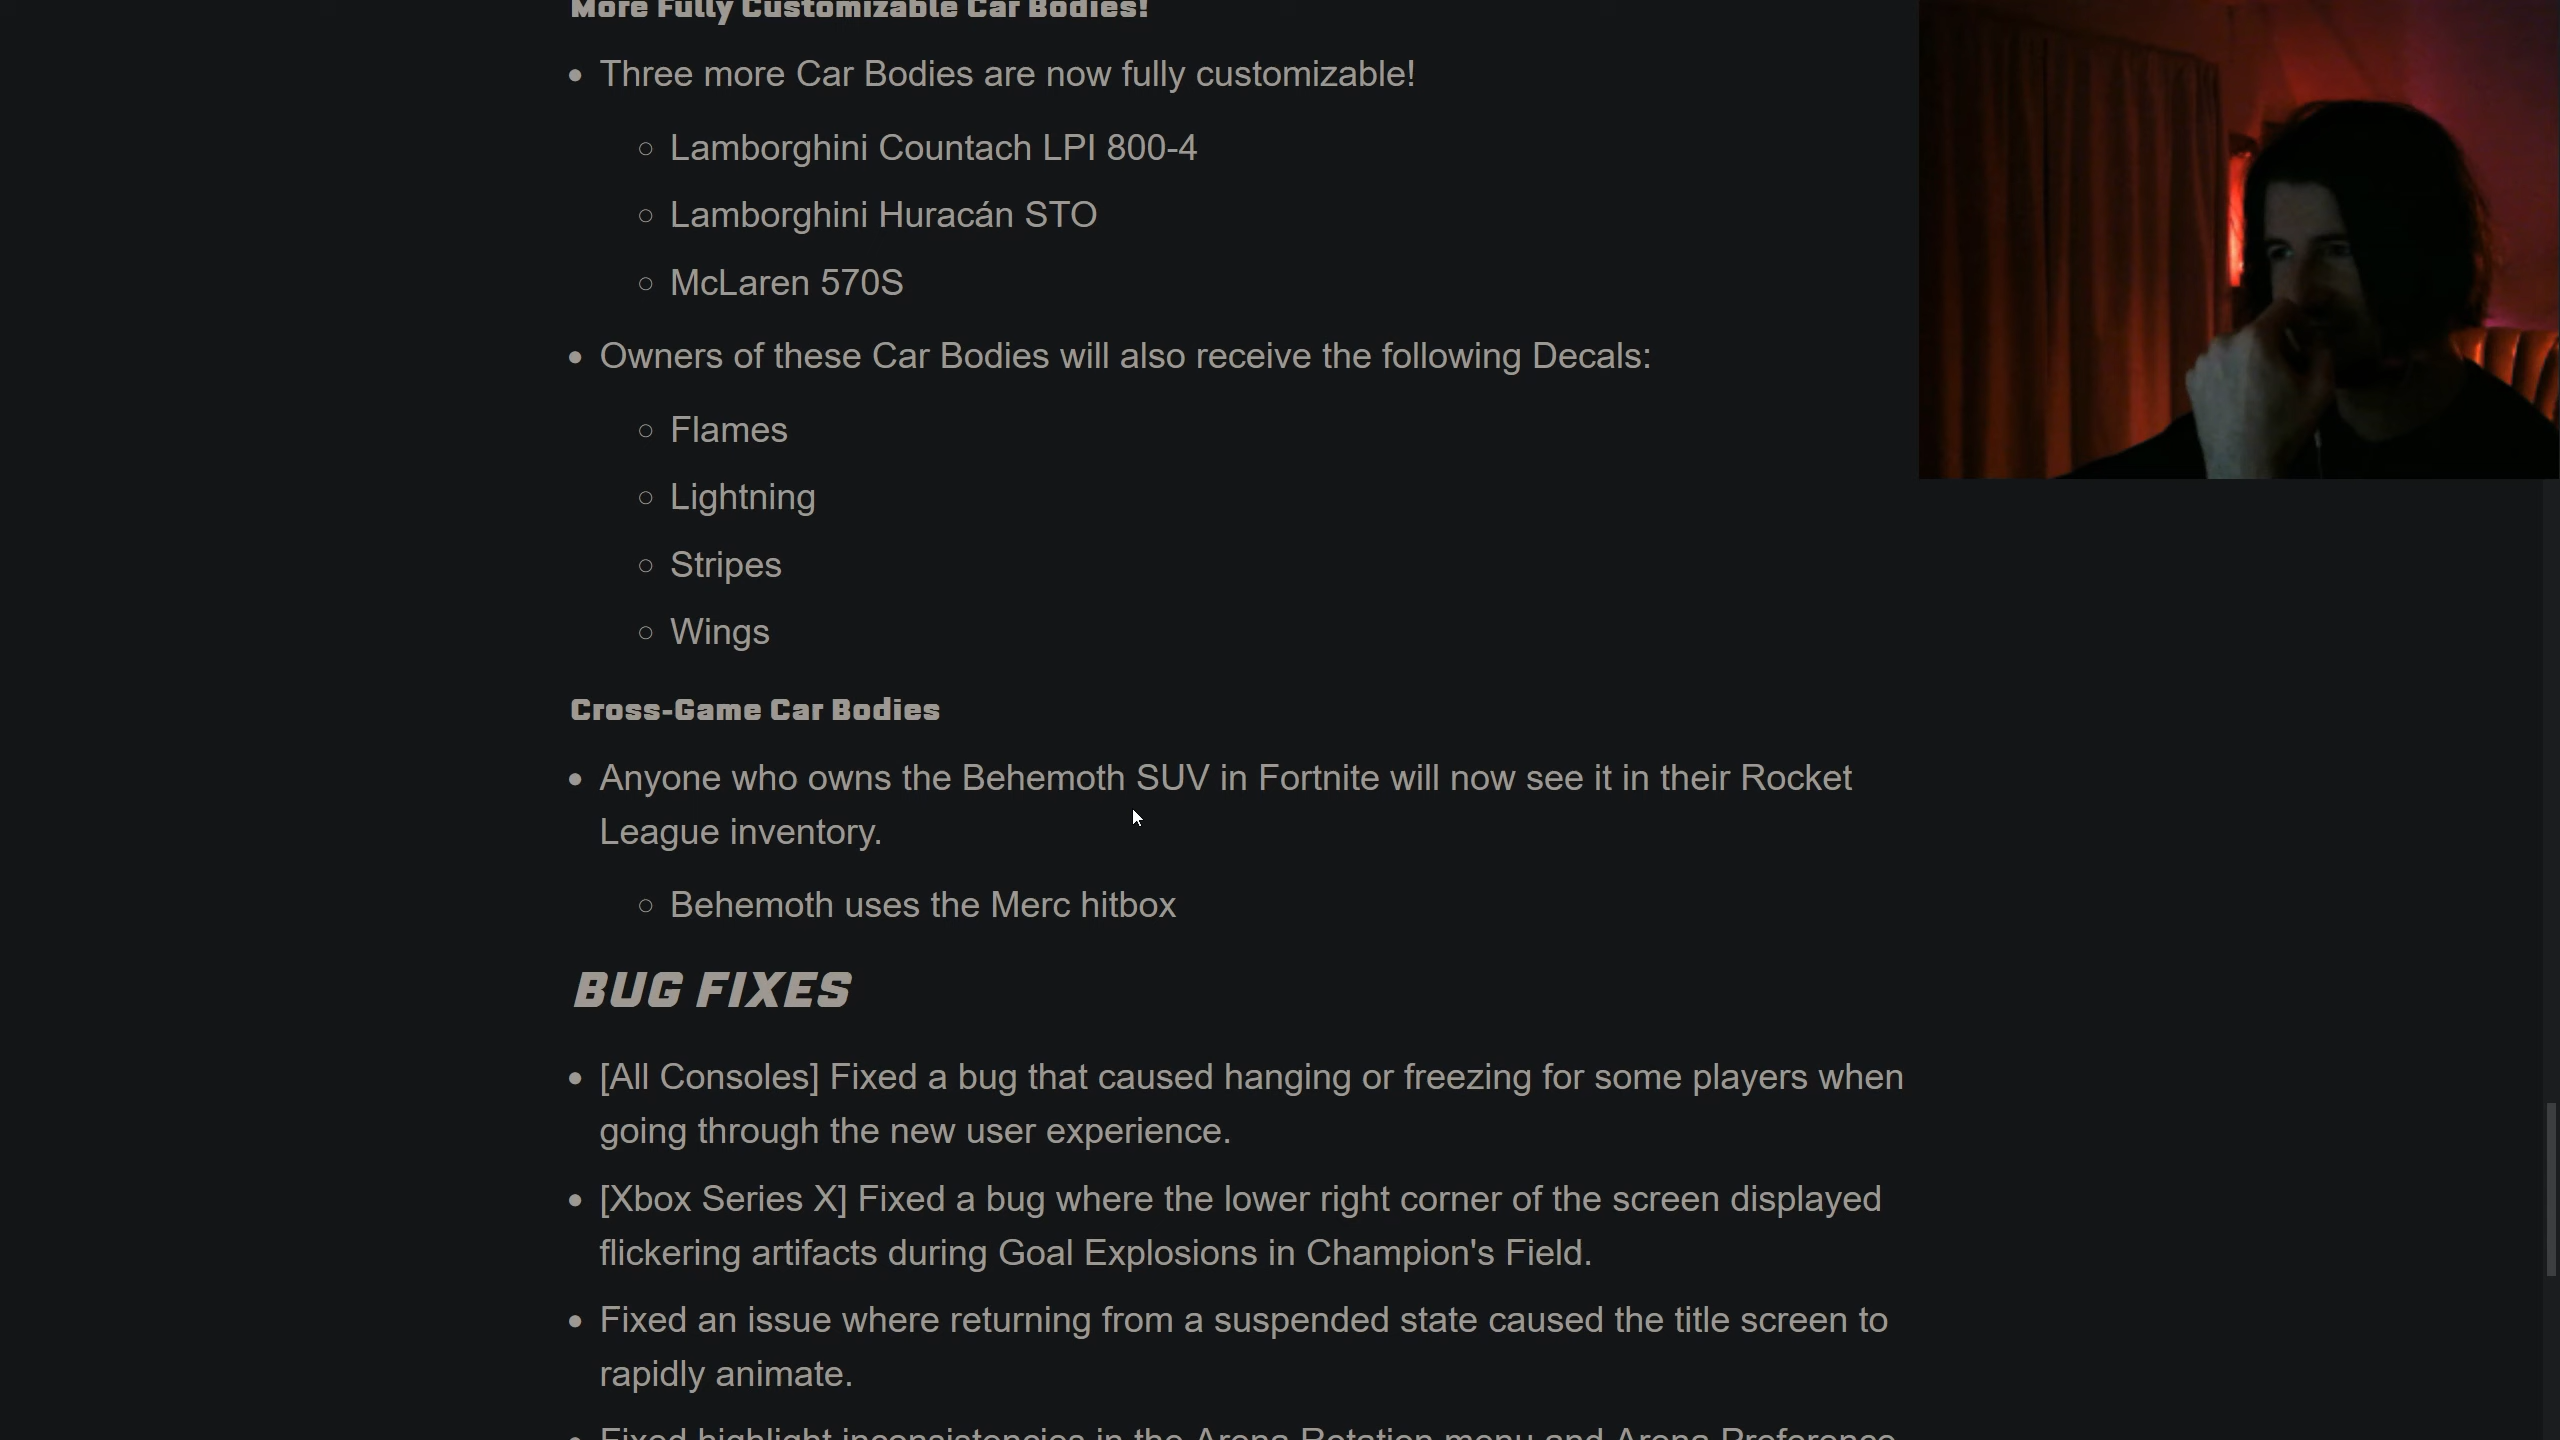 More Fully Customizable Car Bodies!
• Three more Car Bodies are now fully customizable!
○ Lamborghini Countach LPI 800-4
○ Lamborghini Huracán STO
○ McLaren 570S
• Owners of these Car Bodies will also receive the following Decals:
○ Flames
○ Lightning
○ Stripes
○ Wings
Cross-Game Car Bodies
• Anyone who owns the Behemoth SUV in Fortnite will now see it in their Rocket
League inventory.
○ Behemoth uses the Merc hitbox
BUG FIXES
• [All Consoles] Fixed a bug that caused hanging or freezing for some players when
going through the new user experience.
• [Xbox Series X] Fixed a bug where the lower right corner of the screen displayed
flickering artifacts during Goal Explosions in Champion's Field.
• Fixed an issue where returning from a suspended state caused the title screen to
rapidly animate.
• Fixed highlight inconsistencies in the Arena Rotation menu and Arena Preference